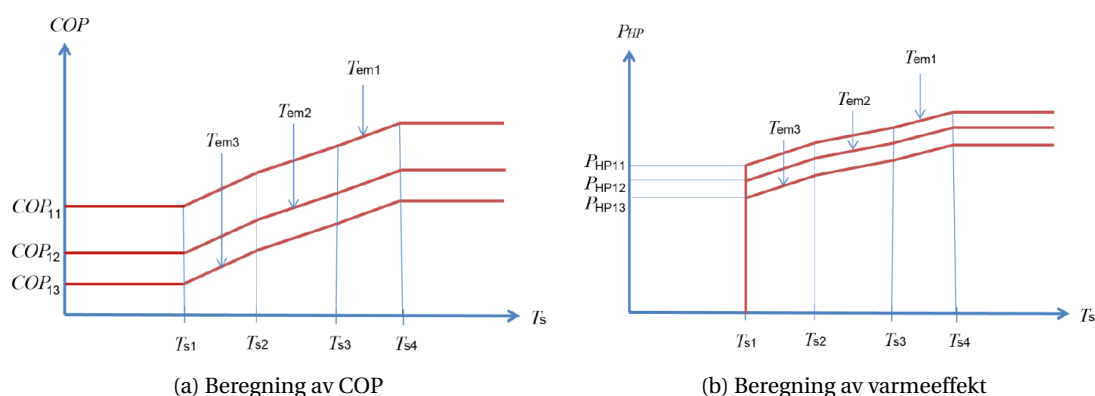 COP
Tem1
Tem2
Tem3
COP11
COP12
COP13
Ts
Ts1 Ts2 Ts3 Ts4
(a) Beregning av COP
PHP
Tem1
Tem2
Tem3
PHP11
PHP12
PHP13
Ts
Ts1 Ts2 Ts3 Ts4
(b) Beregning av varmeeffekt